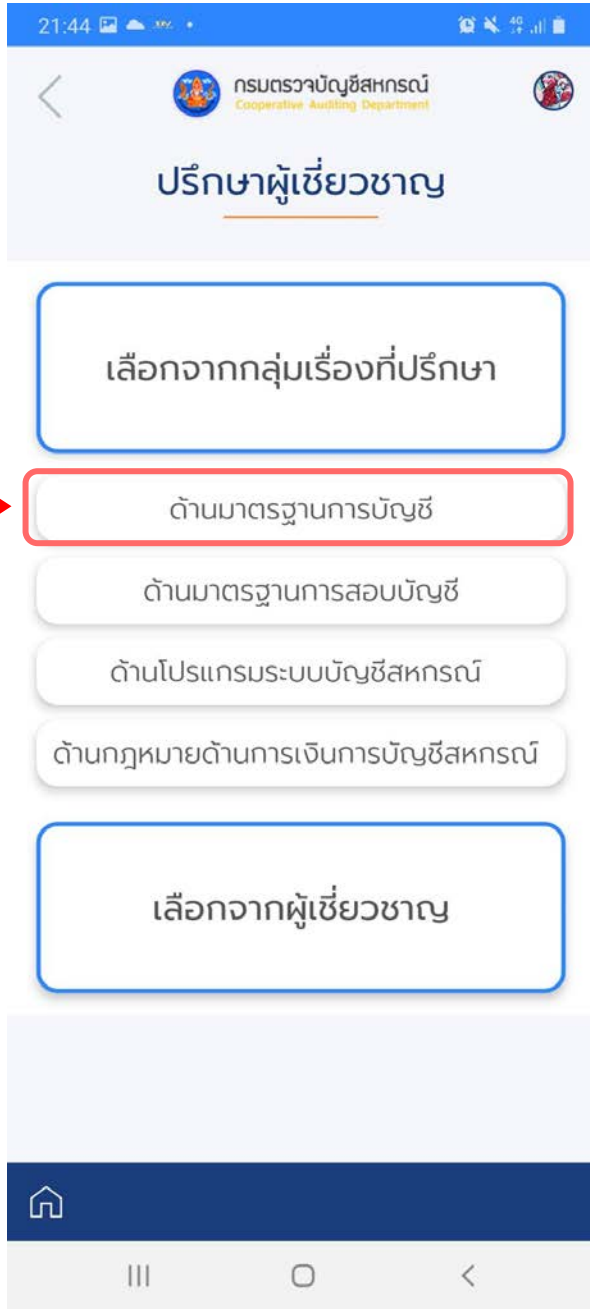 21:44
4G
กรมตรวจบัญชีสหกรณ์
Cooperative Auditing Department
ปรึกษาผู้เชี่ยวชาญ
เลือกจากกลุ่มเรื่องที่ปรึกษา
ด้านมาตรฐานการบัญชี
ด้านมาตรฐานการสอบบัญชี
ด้านโปรแกรมระบบบัญชีสหกรณ์
ด้านกฎหมายด้านการเงินการบัญชีสหกรณ์
เลือกจากผู้เชี่ยวชาญ